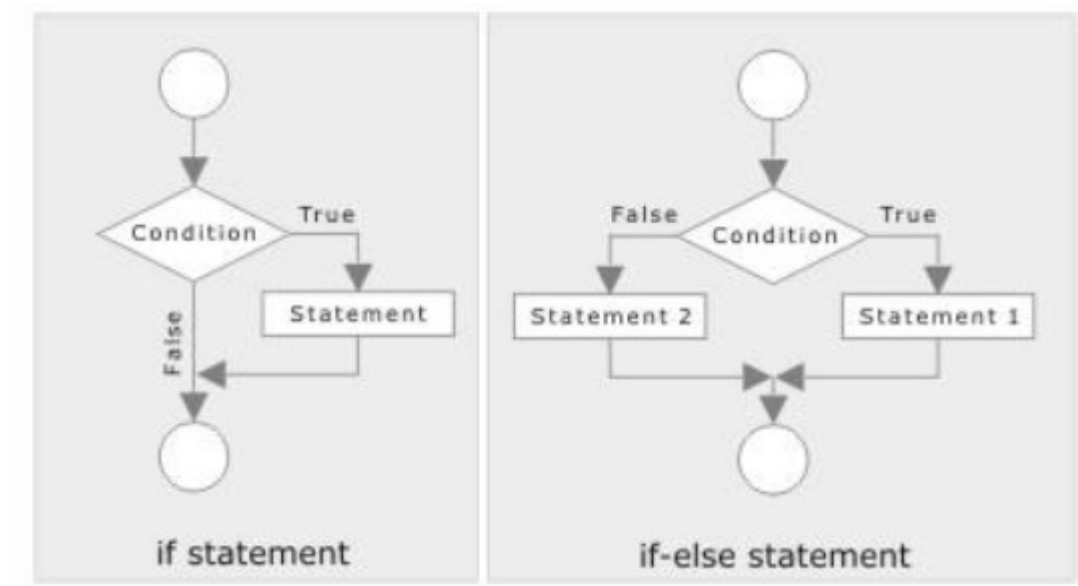 True
Condition
Statement
False
if statement
False
True
Condition
Statement 2
Statement 1
if-else statement